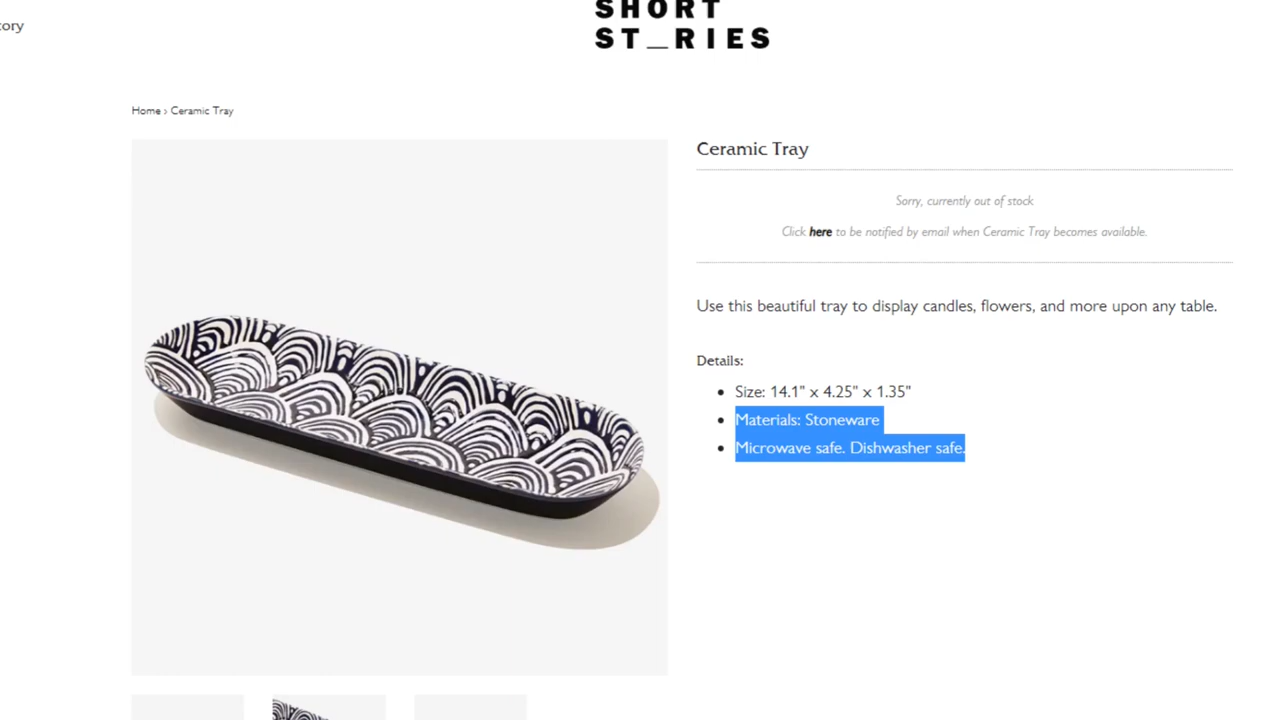 tory
SHORT
ST_RIES
Home › Ceramic Tray
Ceramic Tray
Sorry, currently out of stock
Click here to be notified by email when Ceramic Tray becomes available.
Use this beautiful tray to display candles, flowers, and more upon any table.
Details:
Size: 14.1" x 4.25" x 1.35"
Materials: Stoneware
Microwave safe. Dishwasher safe.